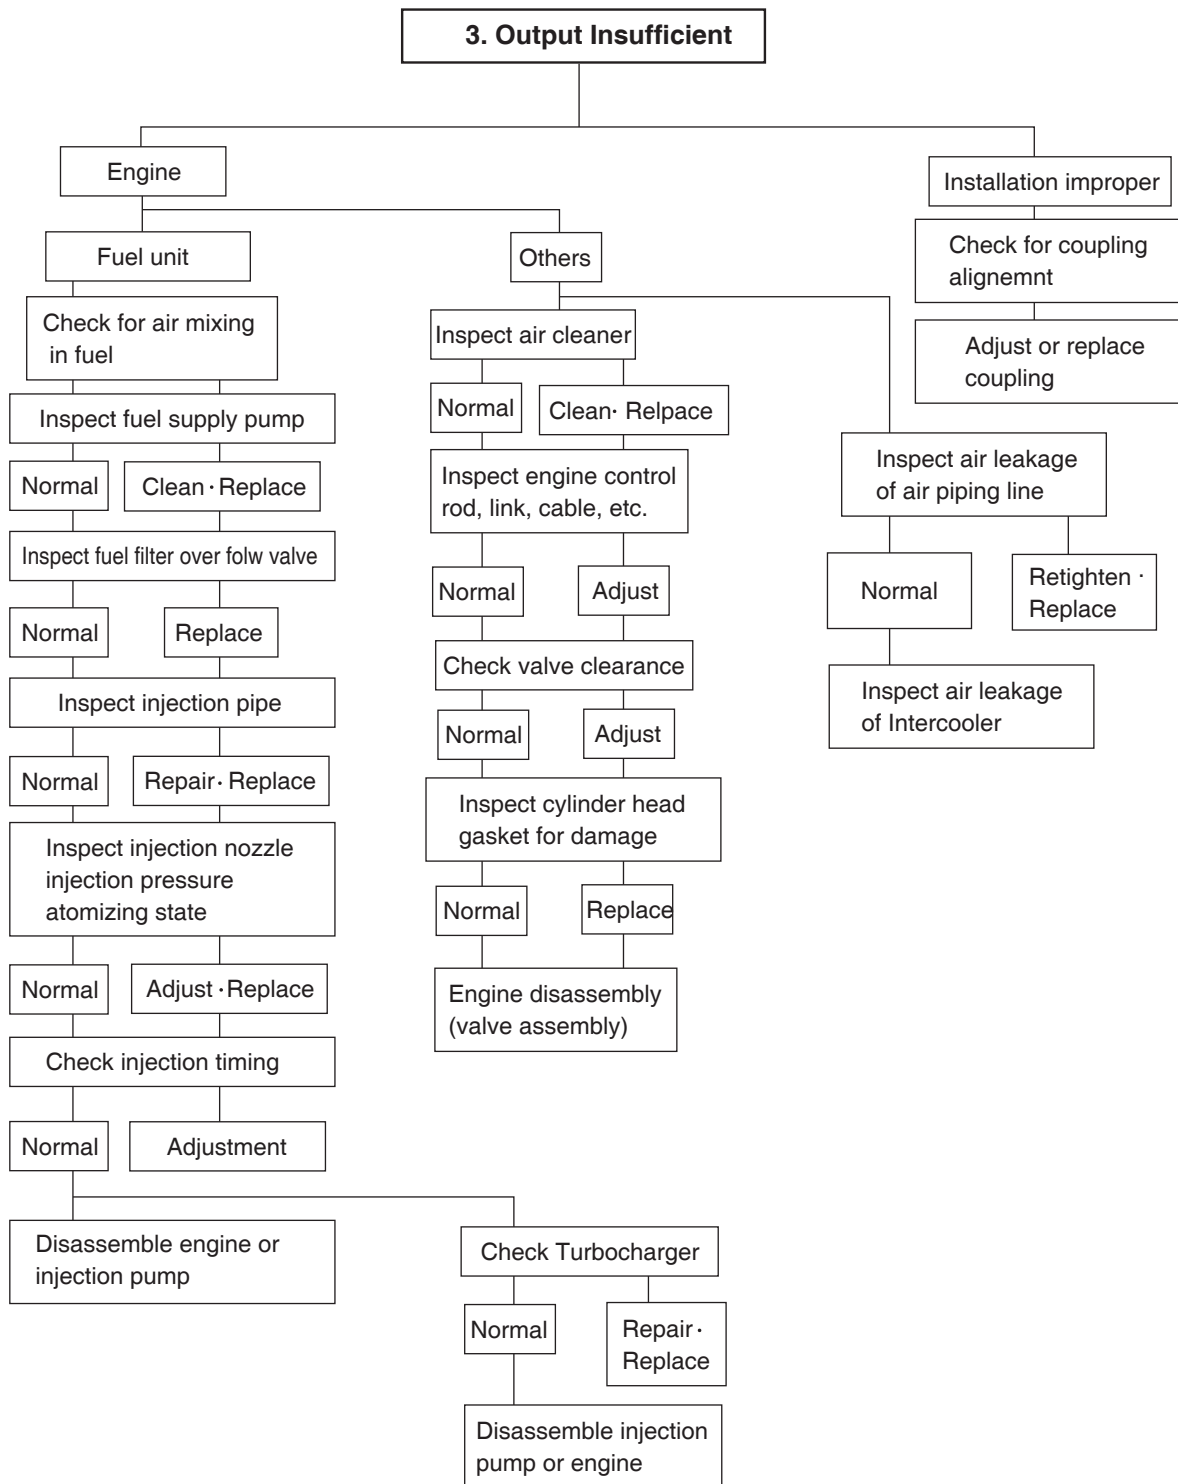 3. Output Insufficient
Engine
Installation improper
Fuel unit
Others
Check for coupling
alignemnt
Adjust or replace
coupling
Check for air mixing
in fuel
Inspect fuel supply pump
Normal
Clean · Replace
Inspect fuel filter over folw valve
Normal
Replace
Inspect injection pipe
Normal
Repair · Replace
Inspect injection nozzle
injection pressure
atomizing state
Normal
Adjust · Replace
Check injection timing
Normal
Adjustment
Disassemble engine or
injection pump
Check Turbocharger
Normal
Repair ·
Replace
Disassemble injection
pump or engine
Inspect air cleaner
Normal
Clean · Relpace
Inspect engine control
rod, link, cable, etc.
Normal
Adjust
Check valve clearance
Normal
Adjust
Inspect cylinder head
gasket for damage
Normal
Replace
Engine disassembly
(valve assembly)
Inspect air leakage
of air piping line
Normal
Retighten ·
Replace
Inspect air leakage
of Intercooler